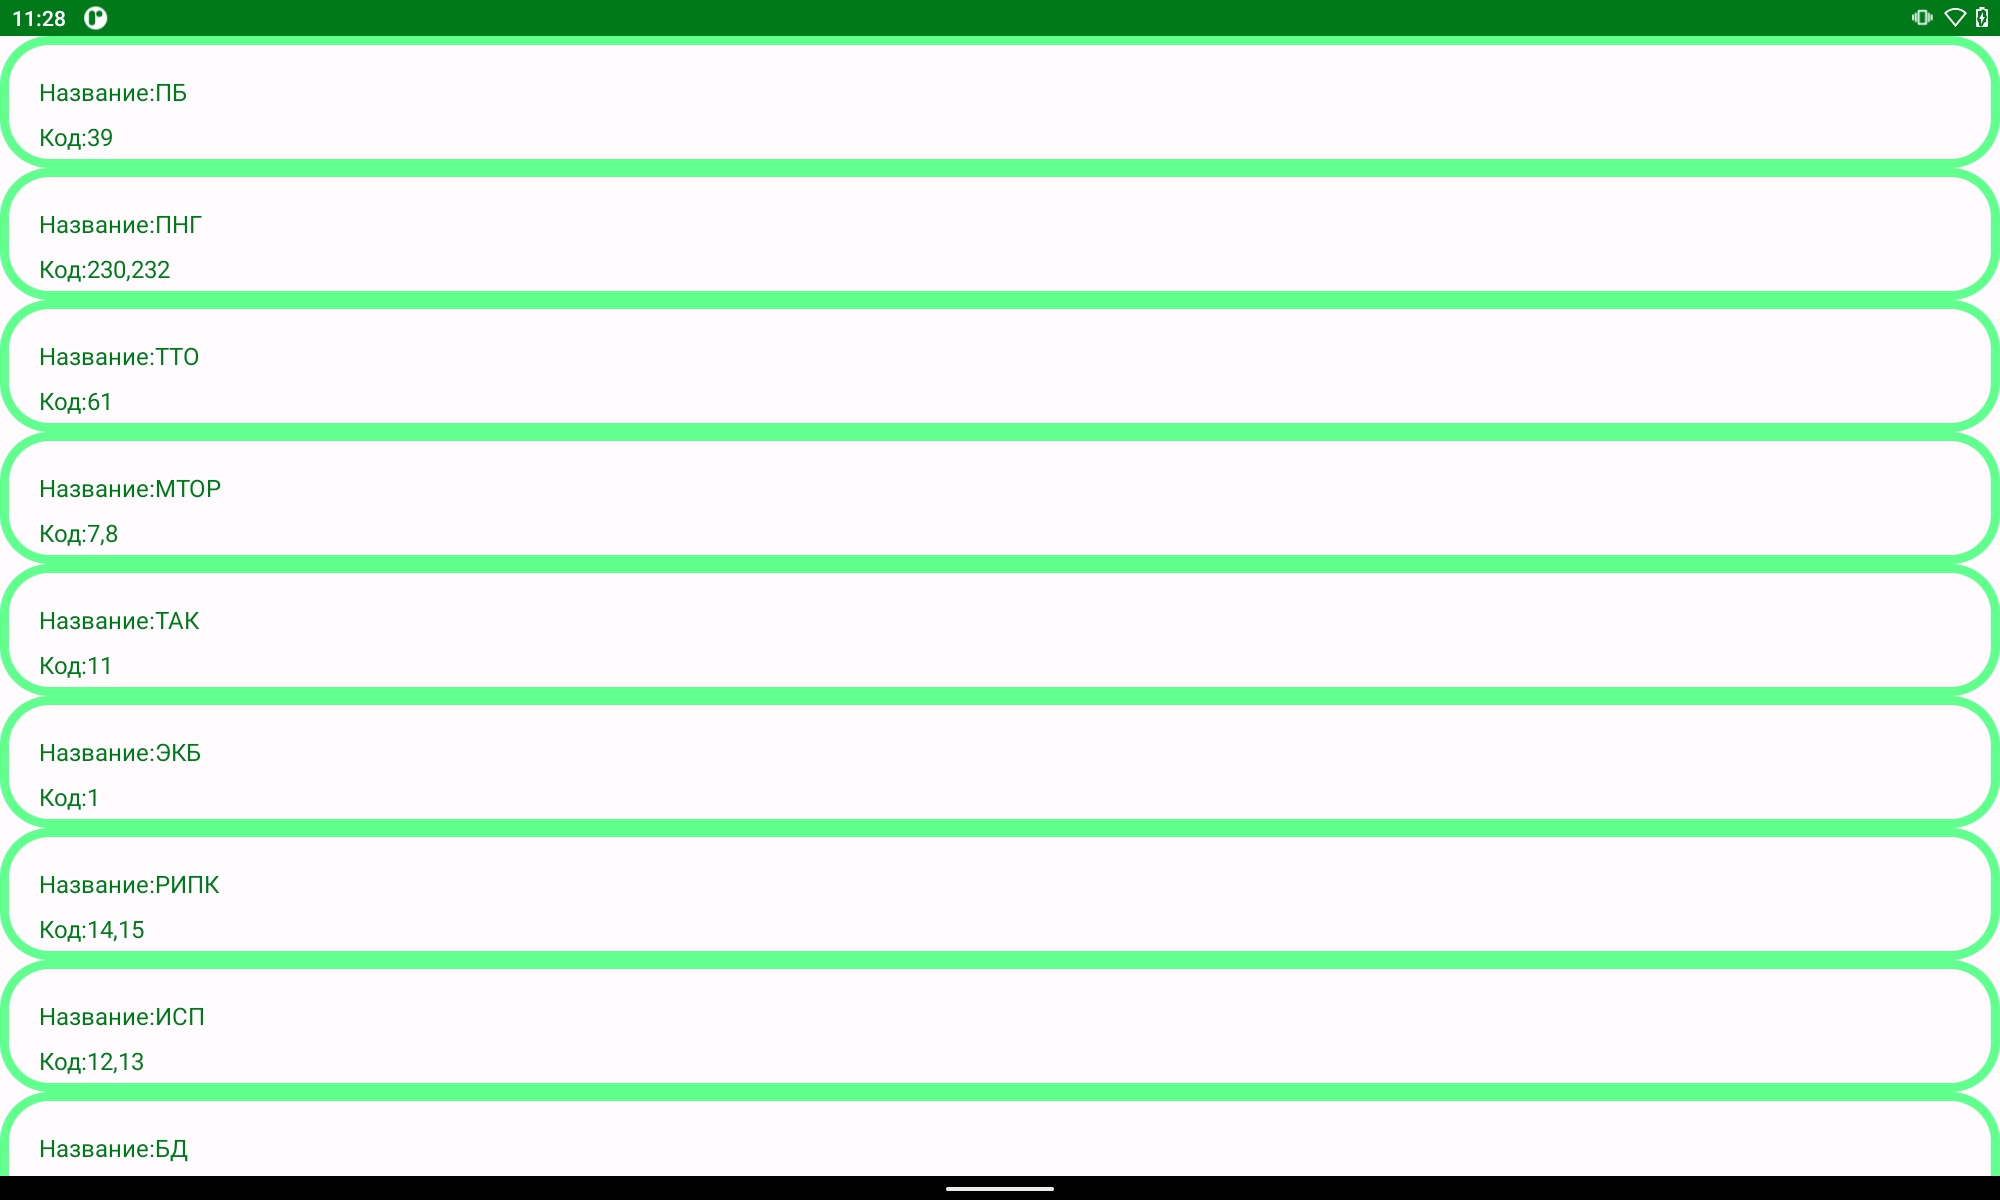 11:28
Название:ПБ
Код:39
Название:ПНГ
Код:230,232
Название:ТТО
Код:61
Название:МТОР
Код:7,8
Название:ТАК
Код:11
Название:ЭКБ
Код:1
Название:РИПК
Код:14,15
Название:ИСП
Код:12,13
Название:БД